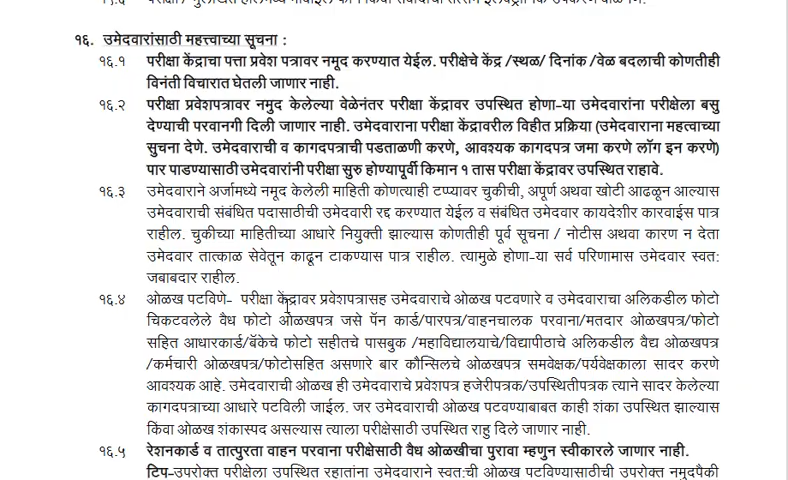 १६. उमेदवारांसाठी महत्त्वाच्या सूचना :
१६.१ परीक्षा केंद्राचा पत्ता प्रवेश पत्रावर नमूद करण्यात येईल. परीक्षेचे केंद्र /स्थळ/ दिनांक /वेळ बदलाची कोणतीही
विनंती विचारात घेतली जाणार नाही.
१६.२ परीक्षा प्रवेशपत्रावर नमुद केलेल्या वेळेनंतर परीक्षा केंद्रावर उपस्थित होणा-या उमेदवारांना परीक्षेला बसु
देण्याची परवानगी दिली जाणार नाही. उमेदवाराना परीक्षा केंद्रावरील विहीत प्रक्रिया (उमेदवाराना महत्वाच्या
सुचना देणे. उमेदवाराची व कागदपत्राची पडताळणी करणे, आवश्यक कागदपत्र जमा करणे लॉग इन करणे)
पार पाडण्यासाठी उमेदवारांनी परीक्षा सुरु होण्यापूर्वी किमान १ तास परीक्षा केंद्रावर उपस्थित राहावे.
१६.३ उमेदवाराने अर्जामध्ये नमूद केलेली माहिती कोणत्याही टप्प्यावर चुकीची, अपूर्ण अथवा खोटी आढळून आल्यास
उमेदवाराची संबंधित पदासाठीची उमेदवारी रद्द करण्यात येईल व संबंधित उमेदवार कायदेशीर कारवाईस पात्र
राहील. चुकीच्या माहितीच्या आधारे नियुक्ती झाल्यास कोणतीही पूर्व सूचना / नोटीस अथवा कारण न देता
उमेदवार तात्काळ सेवेतून काढून टाकण्यास पात्र राहील. त्यामुळे होणा-या सर्व परिणामास उमेदवार स्वत:
जबाबदार राहील.
१६.४ ओळख पटविणे- परीक्षा केंद्रावर प्रवेशपत्रासह उमेदवाराचे ओळख पटवणारे व उमेदवाराचा अलिकडील फोटो
चिकटवलेले वैध फोटो ओळखपत्र जसे पॅन कार्ड/पारपत्र/वाहनचालक परवाना/मतदार ओळखपत्र/फोटो
सहित आधारकार्ड/बॅंकेचे फोटो सहीतचे पासबुक /महाविद्यालयाचे/विद्यापीठाचे अलिकडील वैद्य ओळखपत्र
/कर्मचारी ओळखपत्र/फोटोसहित असणारे बार कौन्सिलचे ओळखपत्र समवेक्षक/पर्यवेक्षकाला सादर करणे
आवश्यक आहे. उमेदवाराची ओळख ही उमेदवाराचे प्रवेशपत्र हजेरीपत्रक/उपस्थितीपत्रक त्याने सादर केलेल्या
कागदपत्राच्या आधारे पटविली जाईल. जर उमेदवाराची ओळख पटवण्याबाबत काही शंका उपस्थित झाल्यास
किंवा ओळख शंकास्पद असल्यास त्याला परीक्षेसाठी उपस्थित राहु दिले जाणार नाही.
१६.५ रेशनकार्ड व तात्पुरता वाहन परवाना परीक्षेसाठी वैध ओळखीचा पुरावा म्हणुन स्वीकारले जाणार नाही.
टिप-उपरोक्त परीक्षेला उपस्थित रहातांना उमेदवाराने स्वत:ची ओळख पटविण्यासाठीची उपरोक्त नमुदपैकी